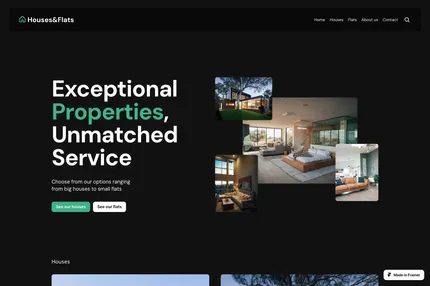 Houses&Flats
Home Houses Flats About us Contact
Exceptional
Properties,
Unmatched
Service
Choose from our options ranging
from big houses to small flats
See our houses See our flats
Made in Framer
Houses